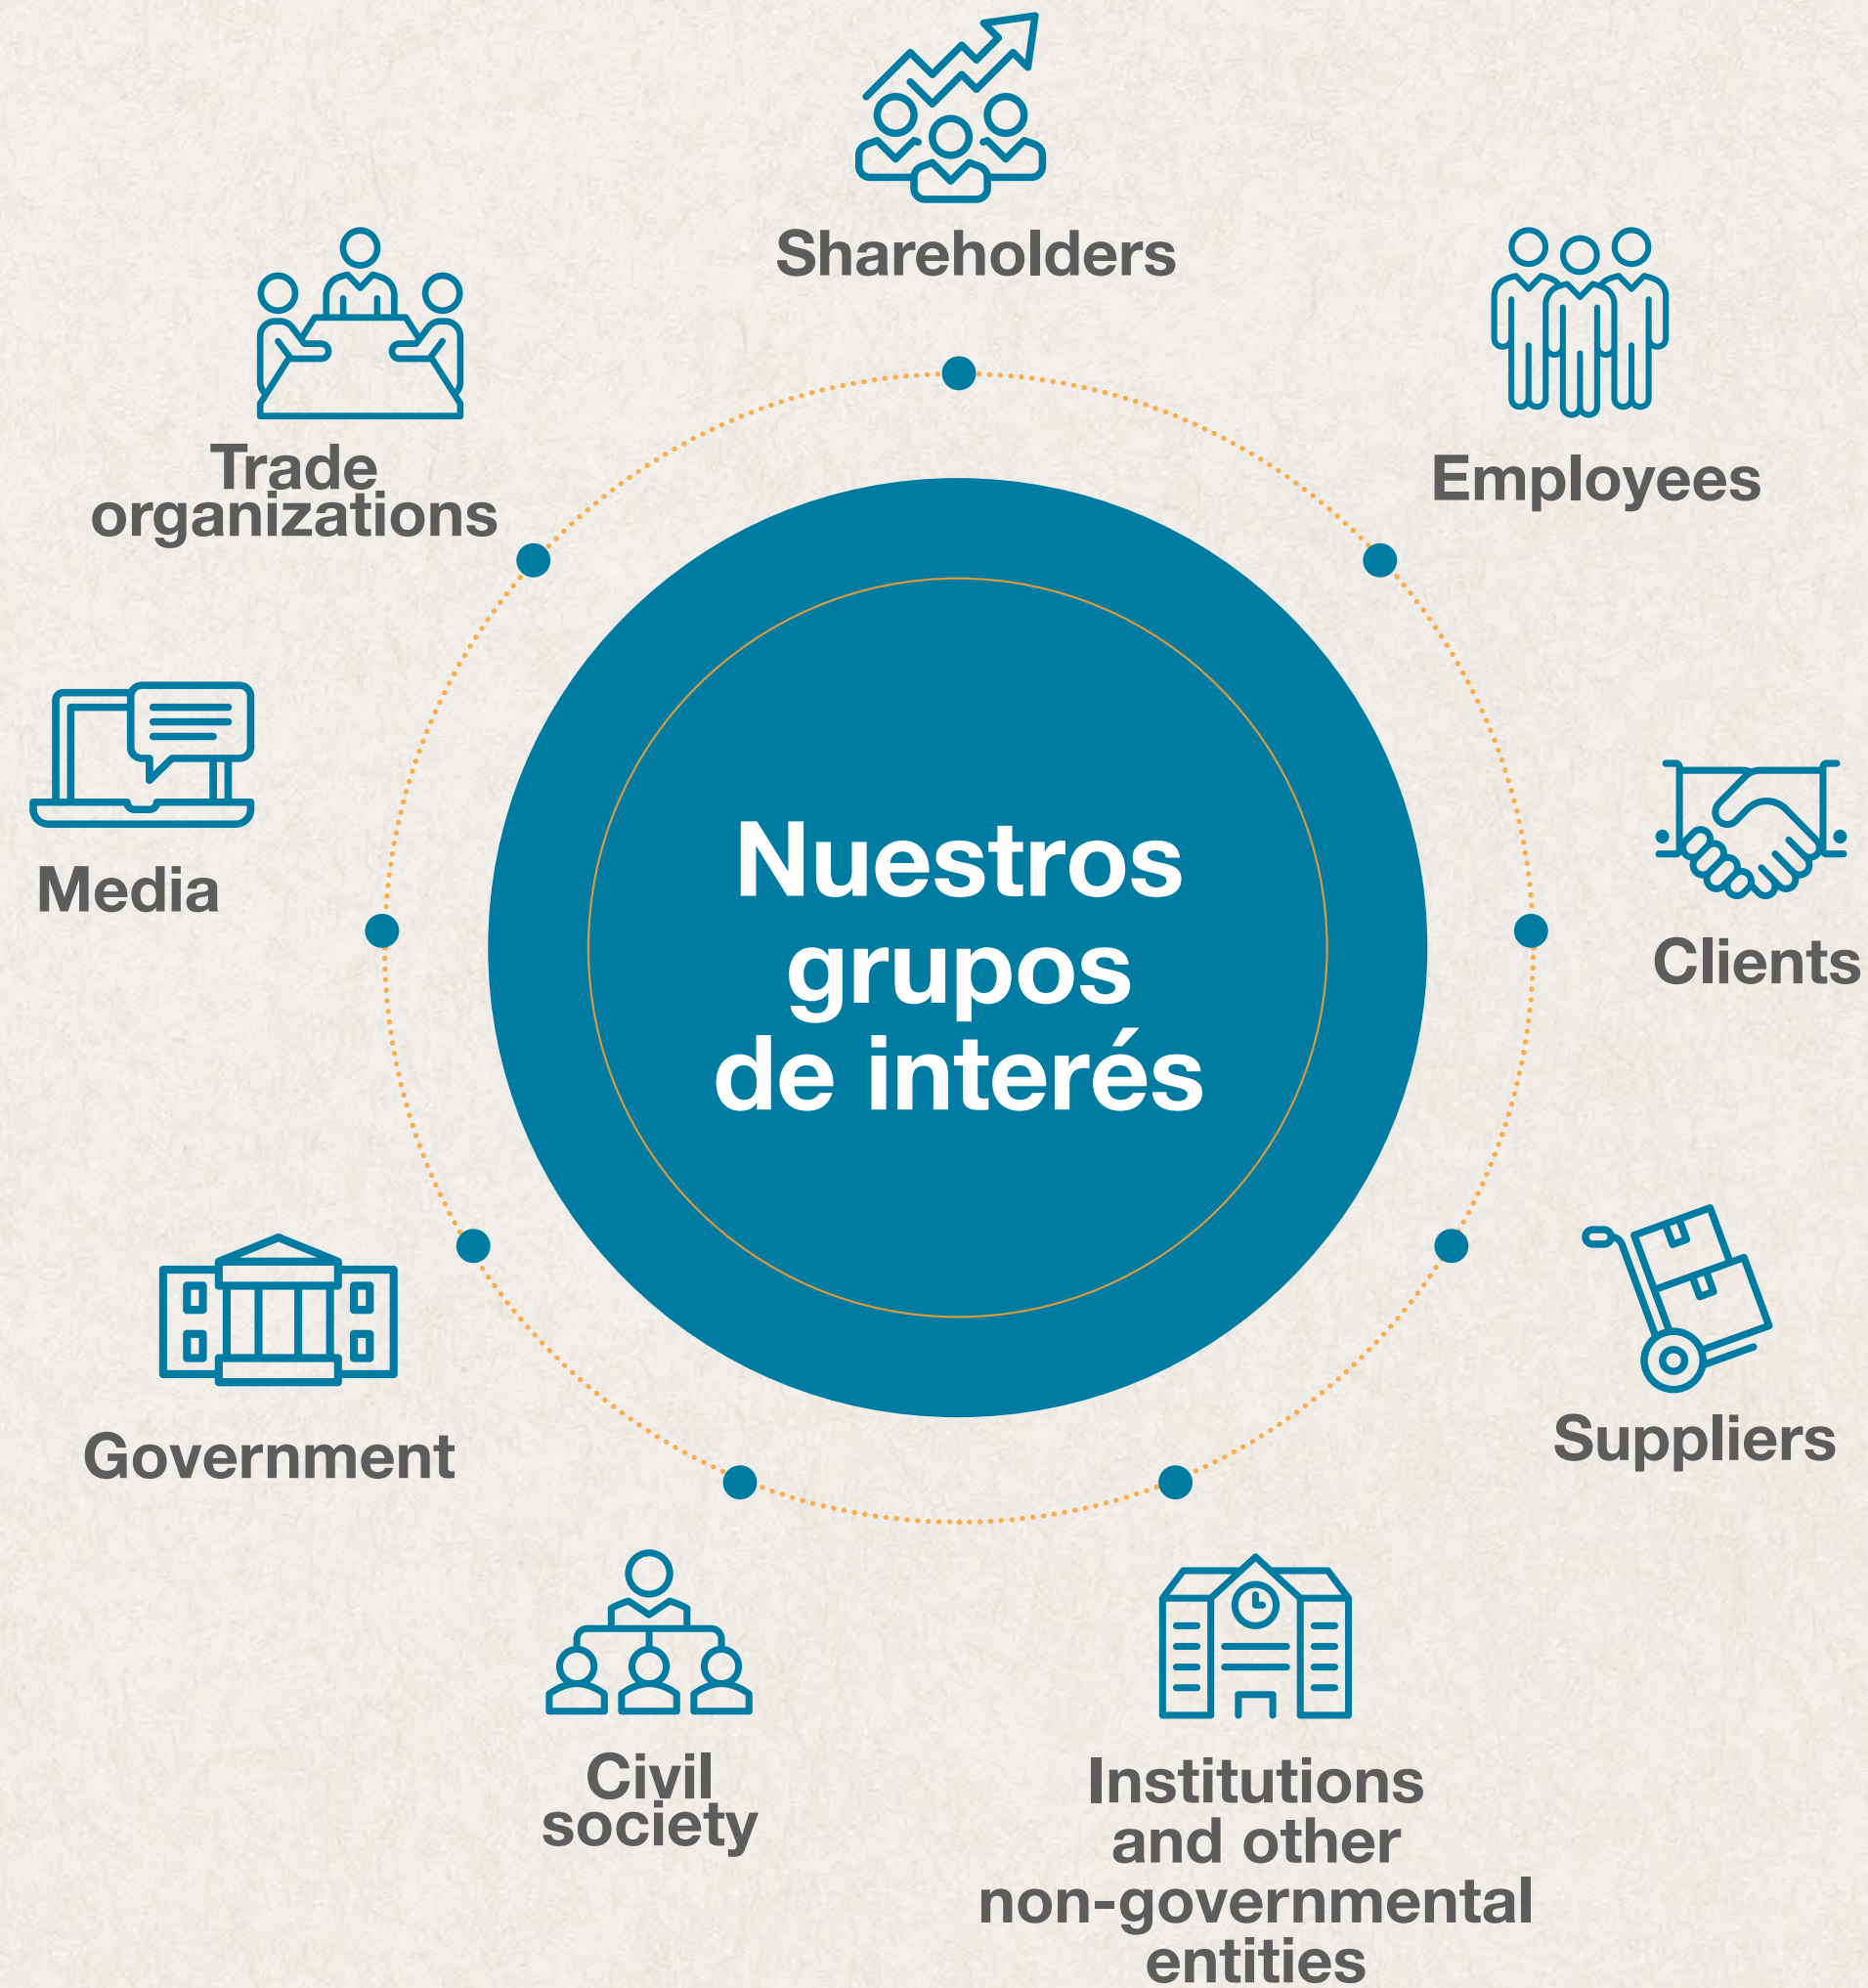 Shareholders
Employees
Clients
Suppliers
Institutions
and other
non-governmental
entities
Civil
society
Government
Media
Trade
organizations
Nuestros
grupos
de interés